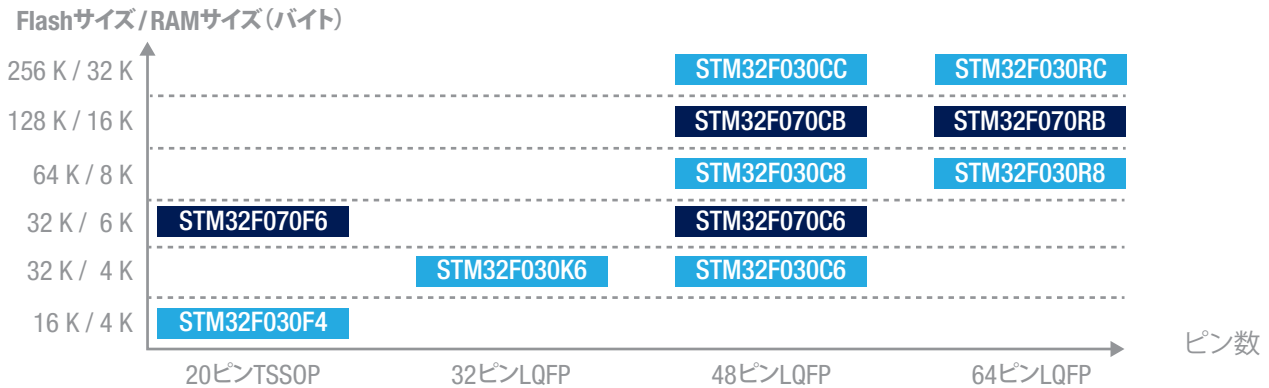 Flashサイズ/RAMサイズ（バイト）
256 K / 32 K STM32F030CC STM32F030RC
128 K / 16 K STM32F070CB STM32F070RB
64 K / 8 K STM32F030C8 STM32F030R8
32 K / 6 K STM32F070F6 STM32F070C6
32 K / 4 K STM32F030K6 STM32F030C6
16 K / 4 K STM32F030F4
ピン数
20ピンTSSOP 32ピンLQFP 48ピンLQFP 64ピンLQFP